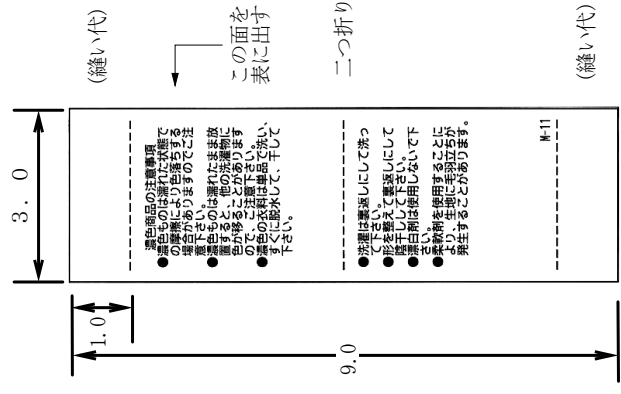 3.0
1.0
9.0
(縫い代)
この面を
表に出す
二つ折り
(縫い代)
濃色商品の注意事項
●濃色ものは濡れた状態で
の摩擦により色落ちする
場合がありますのでご注
意下さい。
●濃色ものは濡れたまま放
置すると、他の洗濯物に
色が移ることがあります
ので、ご注意下さい。
●濃色の衣料は単品で洗い、
すぐに脱水して、干して
下さい。
●洗濯は裏返しにして洗っ
て下さい。
●形を整えて裏返しにして
陰干しして下さい。
●漂白剤は使用しないで下
さい。
●柔軟剤を使用することに
より、生地に毛羽立ちが
発生することがあります。
M-11